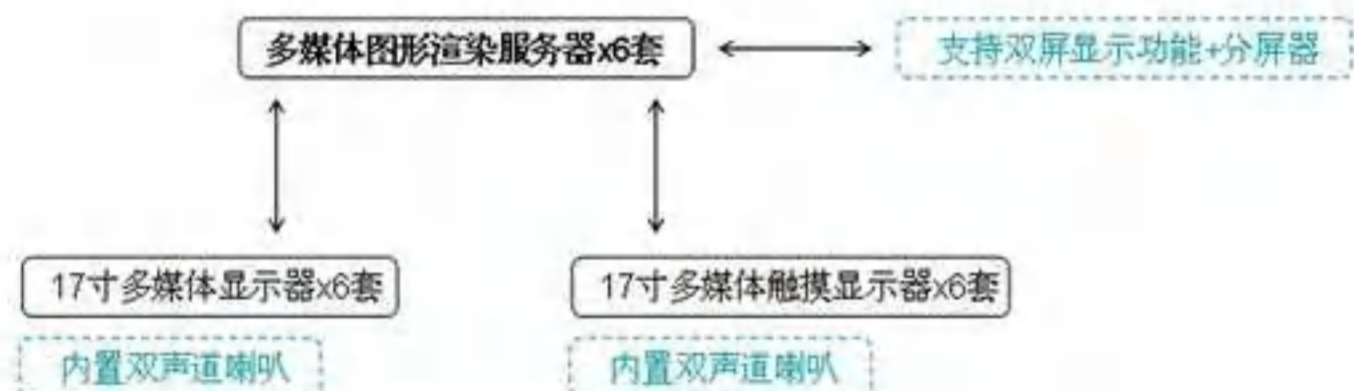 多媒体图形渲染服务器x6套
支持双屏显示功能+分屏器
17寸多媒体显示器x6套
17寸多媒体触摸显示器x6套
内置双声道喇叭
内置双声道喇叭